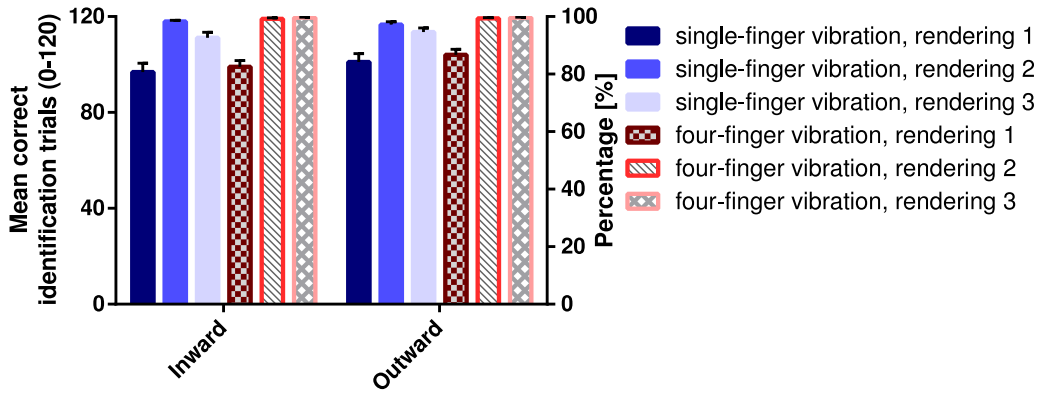 Mean correct
identification trials (0-120)
120
80
40
0
Inward
Outward
100
80
60
40
20
0
Percentage [%]
single-finger vibration, rendering 1
single-finger vibration, rendering 2
single-finger vibration, rendering 3
four-finger vibration, rendering 1
four-finger vibration, rendering 2
four-finger vibration, rendering 3